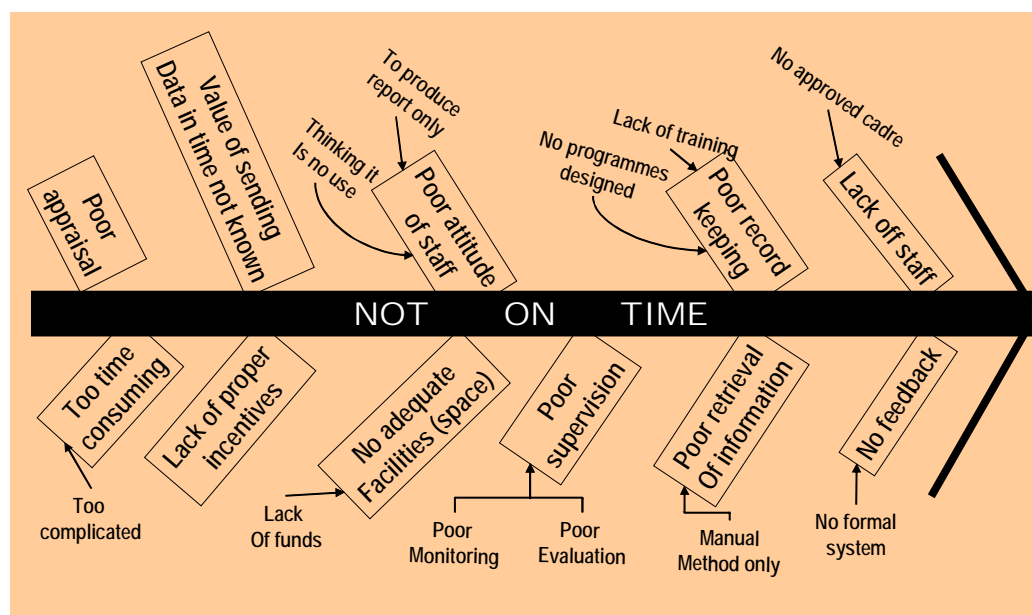 To produce
report only
Thinking it
Is no use
Lack of training
No programmes
designed
No approved cadre
Poor
appraisal
Value of sending
Data in time not known
Poor attitude
of staff
Poor record
keeping
Lack off staff
NOT ON TIME
Too time
consuming
Lack of proper
incentives
No adequate
Facilities (space)
Poor
supervision
Poor retrieval
Of information
No feedback
Too
complicated
Lack
Of funds
Poor
Monitoring
Poor
Evaluation
Manual
Method only
No formal
system